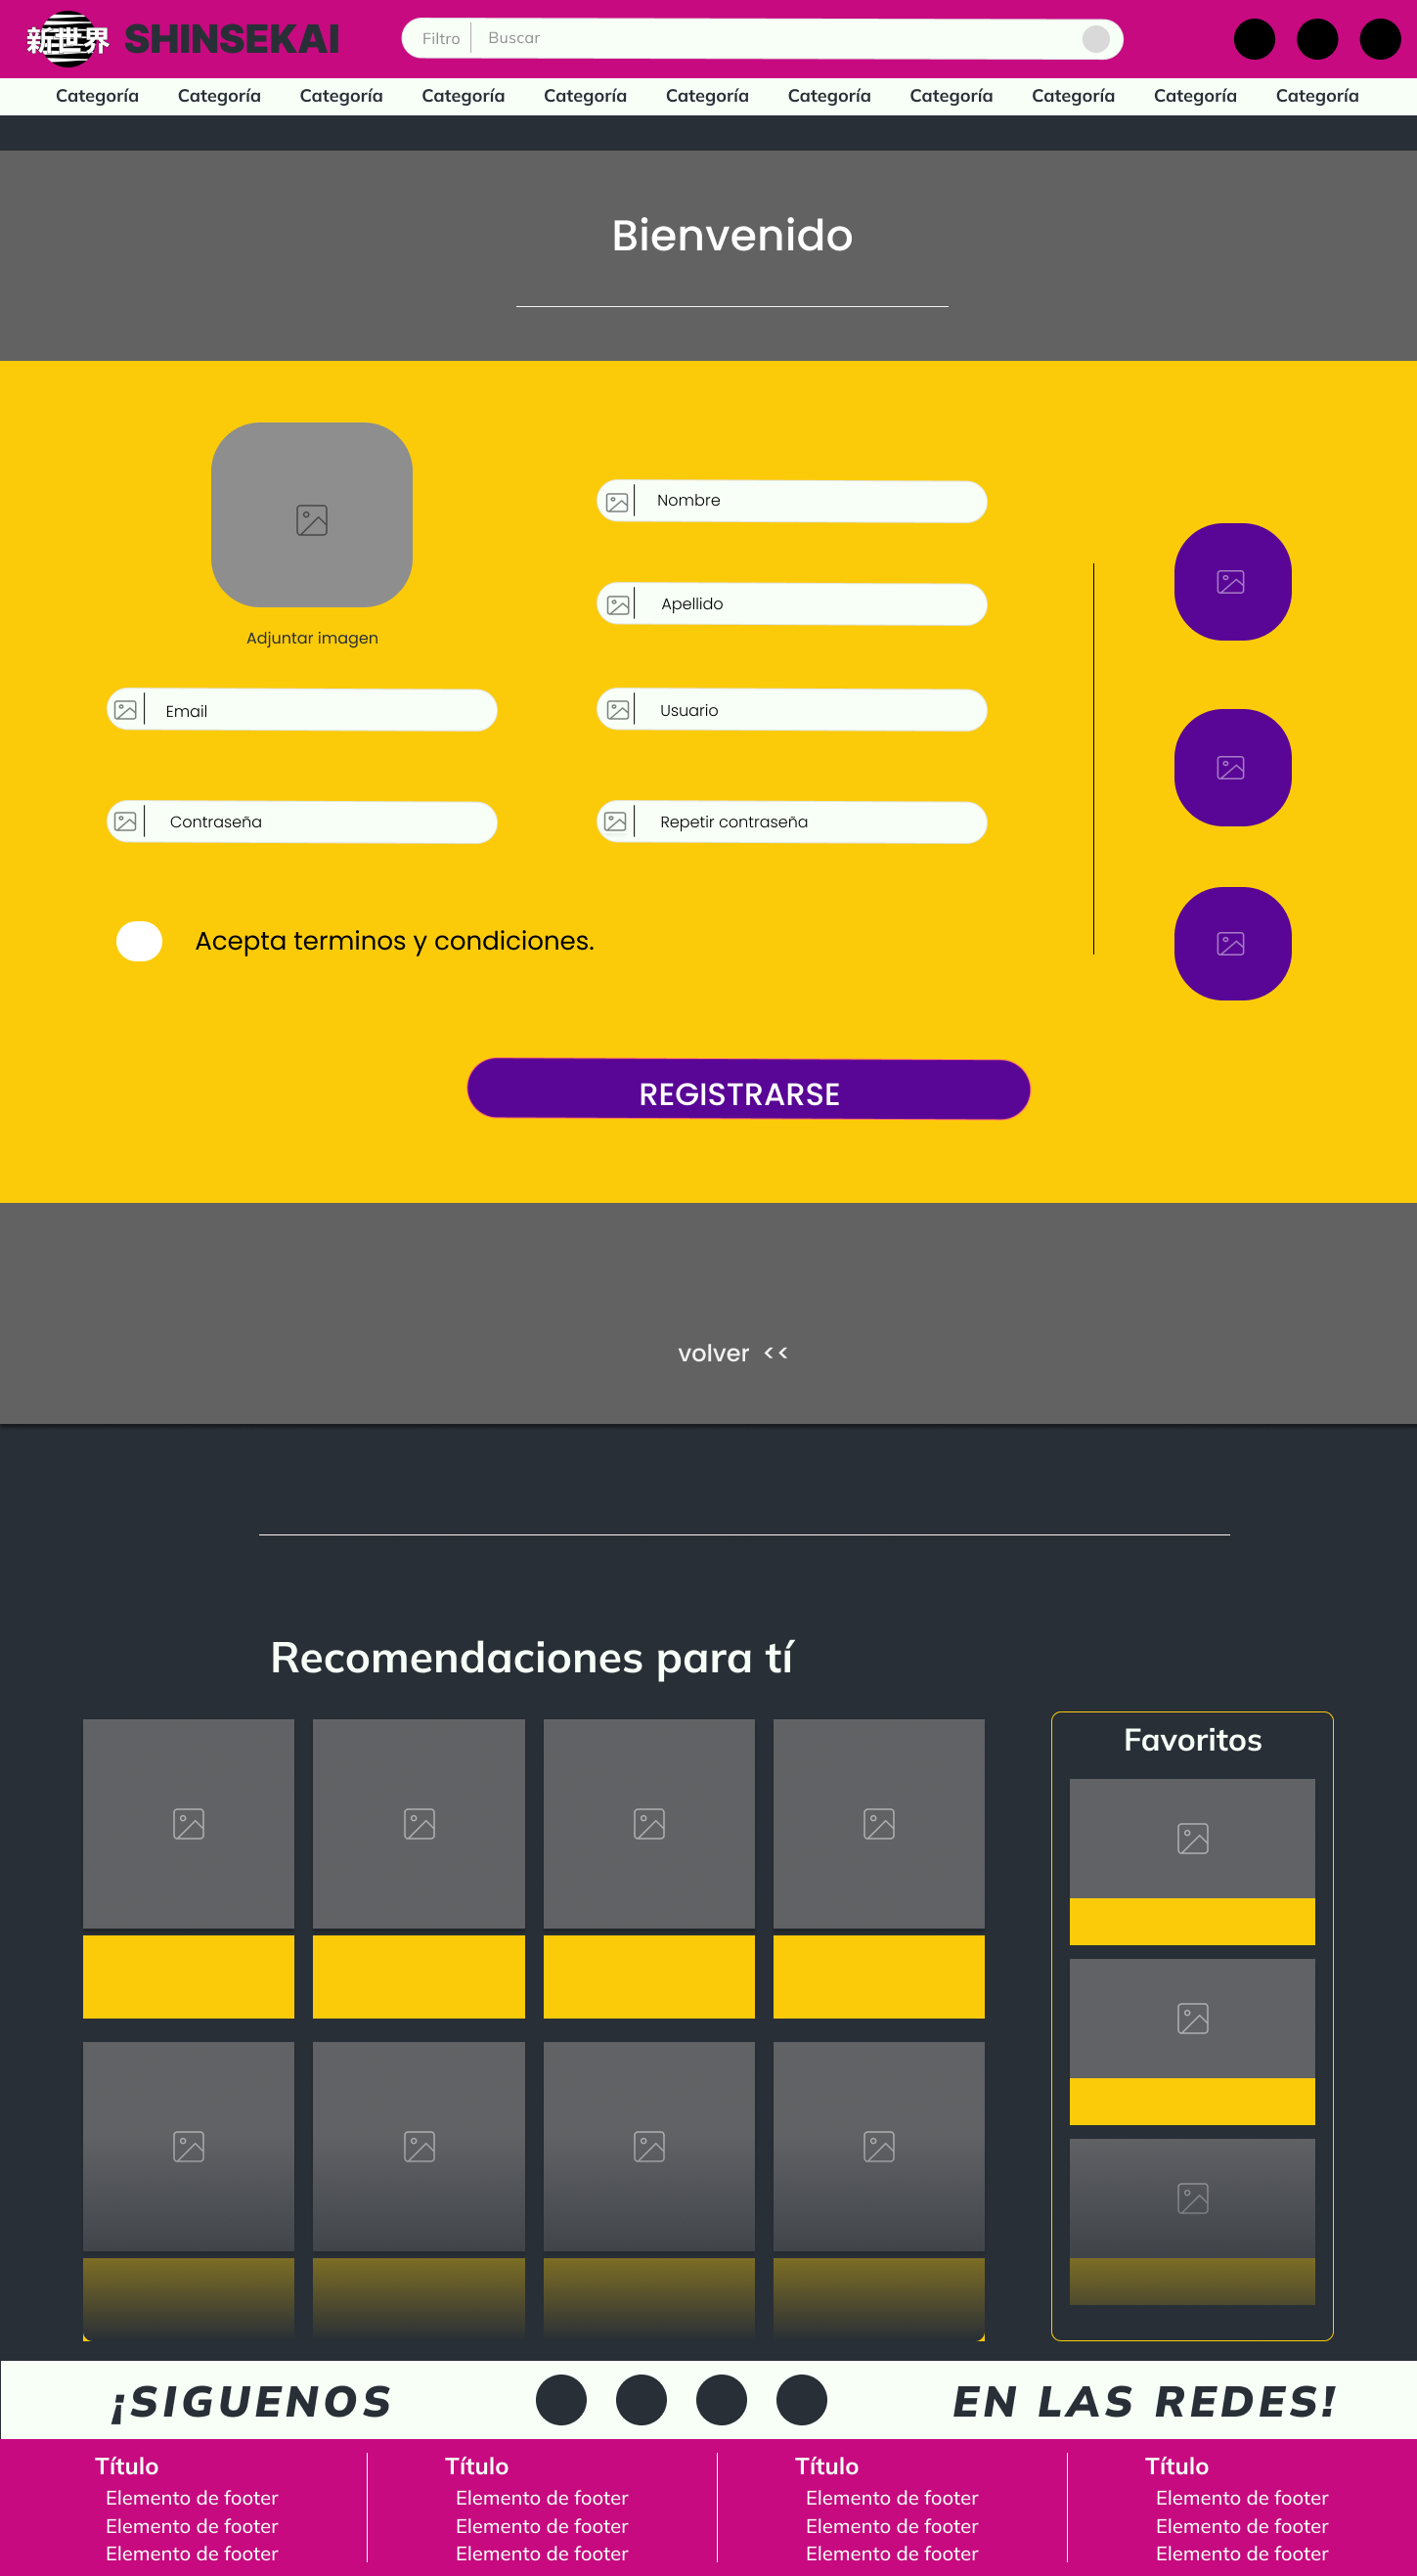 新世界 SHINSEKAI
Filtro Buscar
Categoría Categoría Categoría Categoría Categoría Categoría Categoría Categoría Categoría Categoría Categoría
Bienvenido
Nombre
Apellido
Adjuntar imagen
Email
Usuario
Contraseña
Repetir contraseña
Acepta terminos y condiciones.
REGISTRARSE
volver <<
Recomendaciones para tí
Favoritos
¡SIGUENOS EN LAS REDES!
Título
Elemento de footer
Elemento de footer
Elemento de footer
Título
Elemento de footer
Elemento de footer
Elemento de footer
Título
Elemento de footer
Elemento de footer
Elemento de footer
Título
Elemento de footer
Elemento de footer
Elemento de footer